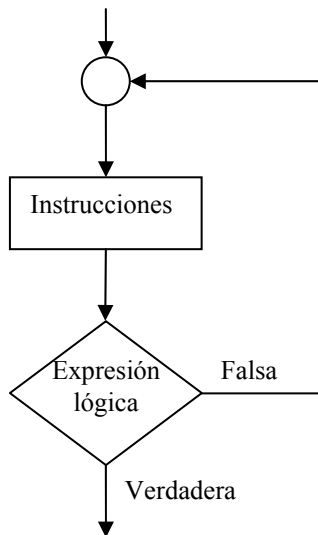 Instrucciones
Expresión
lógica
Falsa
Verdadera